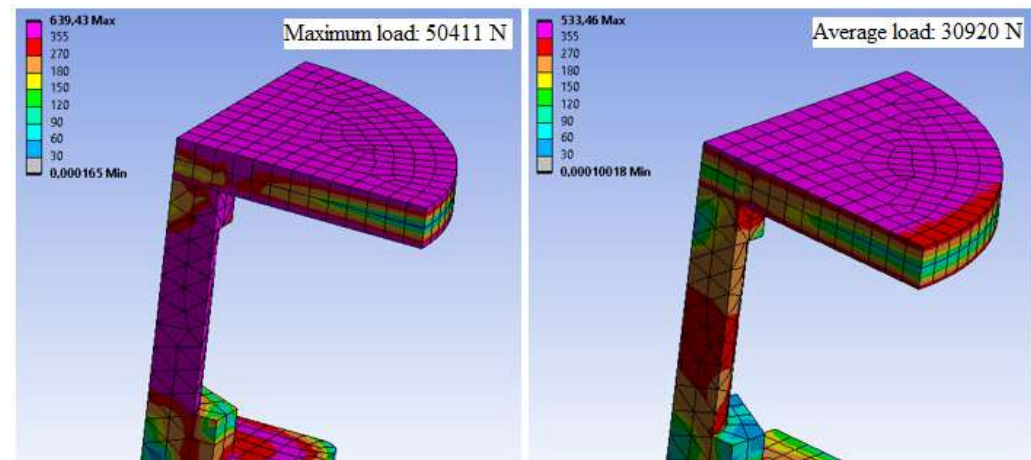 639,43 Max
355
270
180
150
120
90
60
30
0,000165 Min
Maximum load: 50411 N
533,46 Max
355
270
180
150
120
90
60
30
0,00010018 Min
Average load: 30920 N